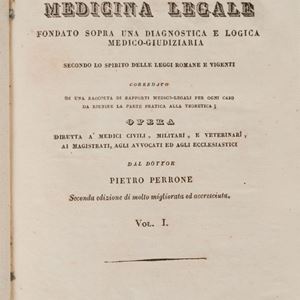 MEDICINA LEGALE
FONDATO SOPRA UNA DIAGNOSTICA E LOGICA
MEDICO-GIUDIZIARIA
SECONDO LO SPIRITO DELLE LEGGI ROMANE E VIGENTI
CORREDATO
DI UNA RACCOLTA DI RAPPORTI MEDICO-LEGALI PER OGNI CASO
DA RIUNIRE LA PARTE PRATICA ALLA TEORETICA;
OPERA
DIRETTA A' MEDICI CIVILI, MILITARI, E VETERINARÎ,
AI MAGISTRATI, AGLI AVVOCATI ED AGLI ECCLESIASTICI
DAL DOTTOR
PIETRO PERRONE
Seconda edizione di molto migliorata ed accresciuta.
VOL. I.